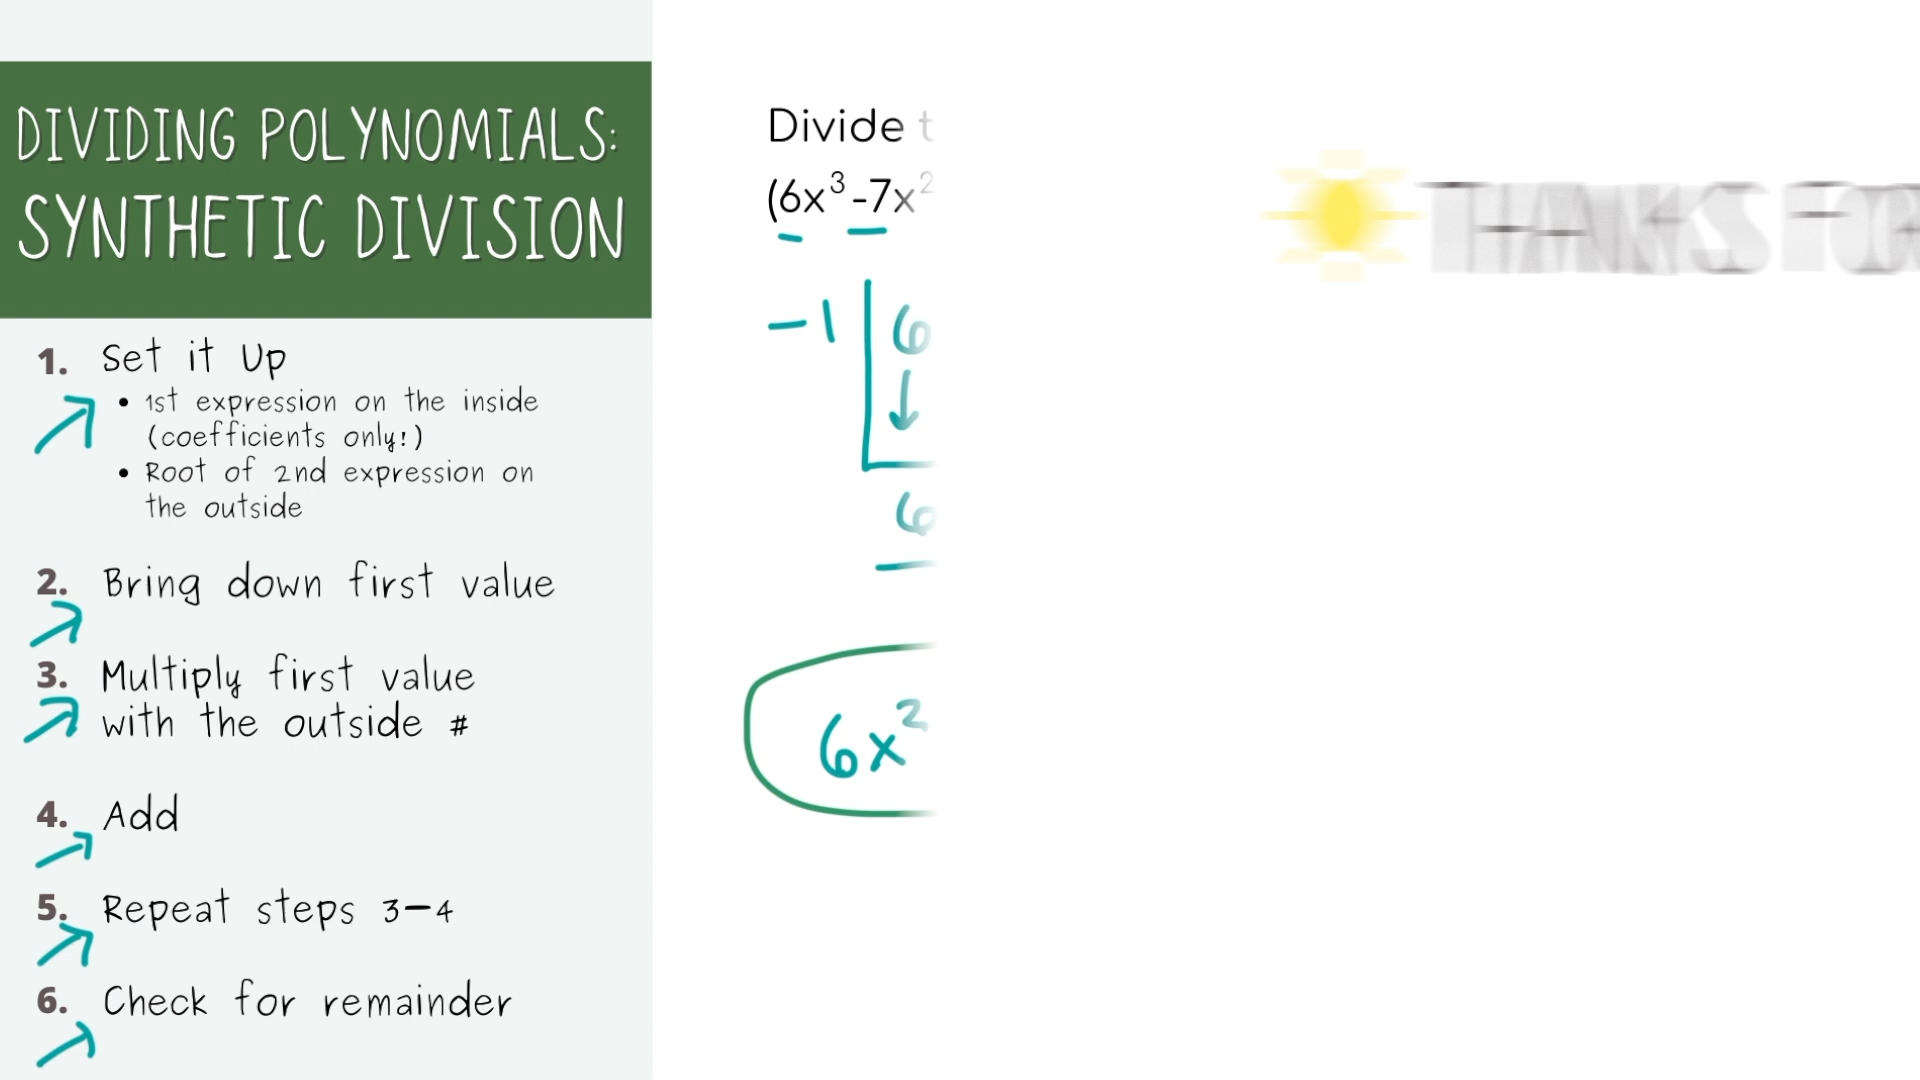 DIVIDING POLYNOMIALS:
SYNTHETIC DIVISION
1. Set it Up
• 1st expression on the inside
(coefficients only!)
• Root of 2nd expression on
the outside
2. Bring down first value
3. Multiply first value
with the outside #
4. Add
5. Repeat steps 3-4
6. Check for remainder
Divide t
(6x³-7x²
-1 6
6
6x²
THANKS FOR